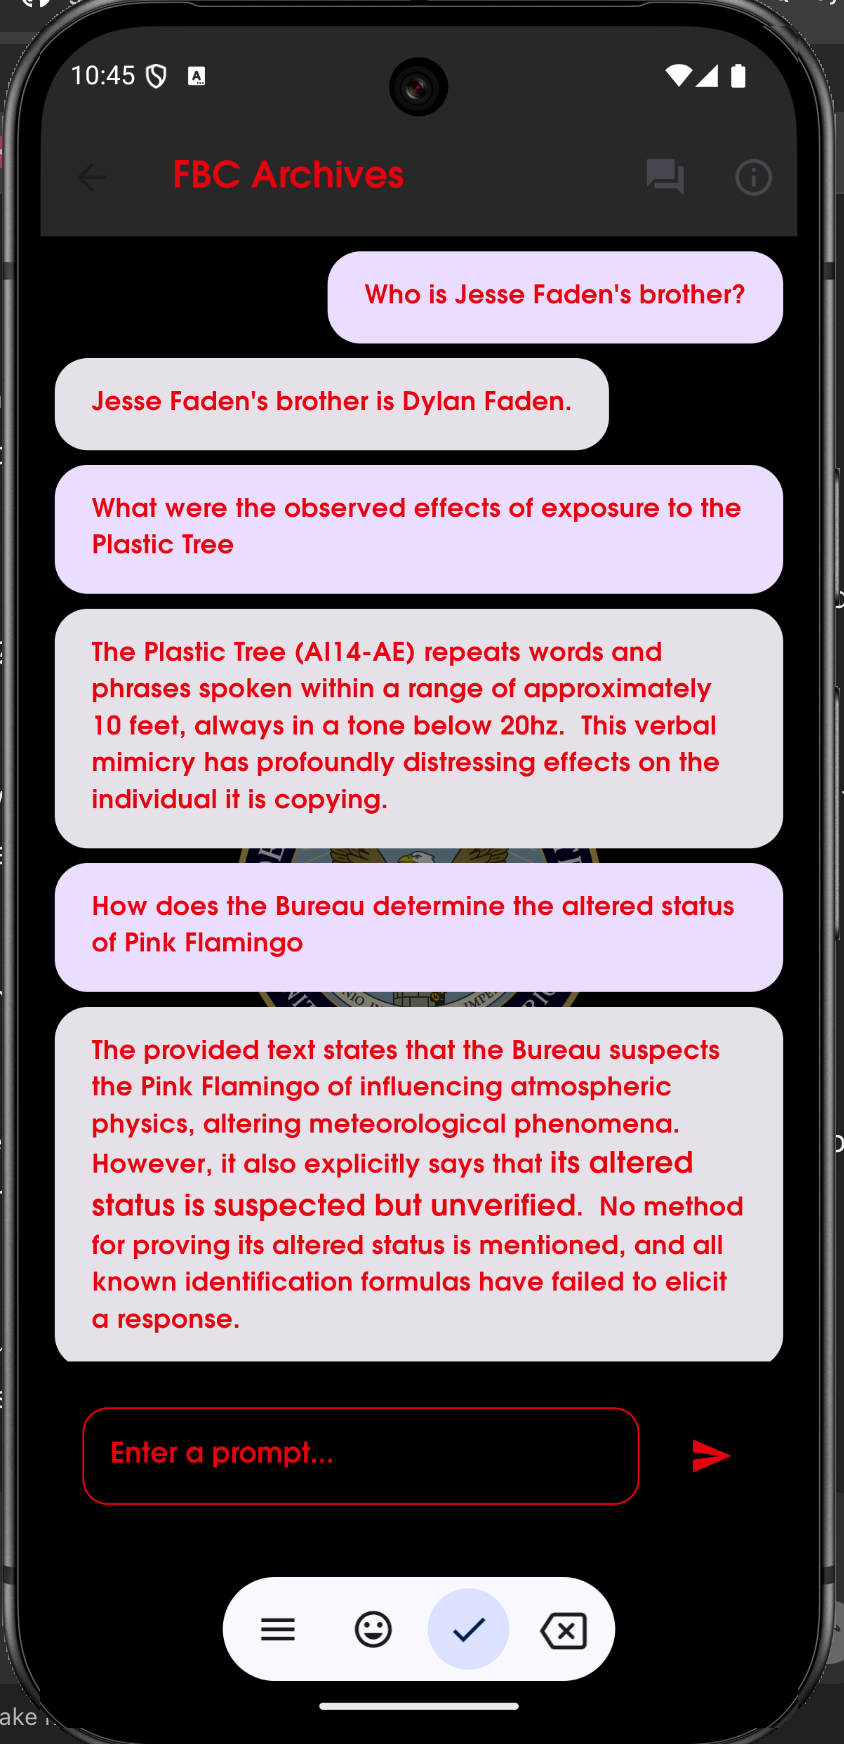 10:45
A
FBC Archives
Who is Jesse Faden's brother?
Jesse Faden's brother is Dylan Faden.
What were the observed effects of exposure to the
Plastic Tree
The Plastic Tree (AI14-AE) repeats words and
phrases spoken within a range of approximately
10 feet, always in a tone below 20hz.  This verbal
mimicry has profoundly distressing effects on the
individual it is copying.
How does the Bureau determine the altered status
of Pink Flamingo
The provided text states that the Bureau suspects
the Pink Flamingo of influencing atmospheric
physics, altering meteorological phenomena.
However, it also explicitly says that its altered
status is suspected but unverified.  No method
for proving its altered status is mentioned, and all
known identification formulas have failed to elicit
a response.
Enter a prompt...
ake